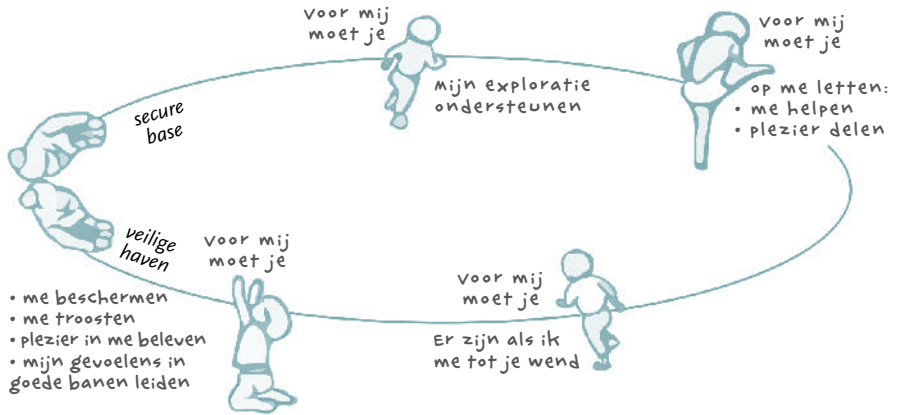 voor mij
moet je
Mijn exploratie
ondersteunen
voor mij
moet je
op me letten:
• me helpen
• plezier delen
secure
base
veilige
haven
voor mij
moet je
• me beschermen
• me troosten
• plezier in me beleven
• mijn gevoelens in
goede banen leiden
voor mij
moet je
Er zijn als ik
me tot je wend